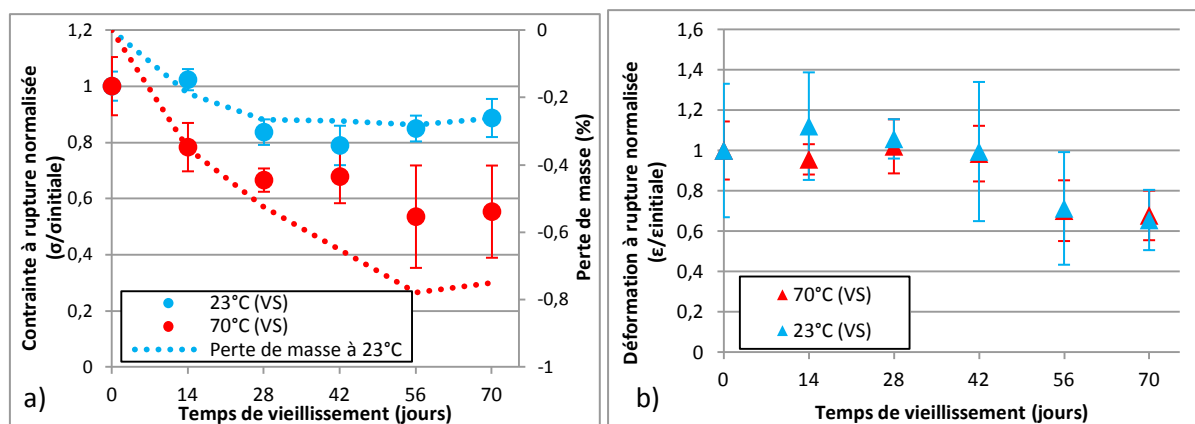 Contrainte à rupture normalisée
(σ/σinitiale)
1,2
1
0,8
0,6
0,4
0,2
0
0
-0,2
-0,4
-0,6
-0,8
-1
Perte de masse (%)
23°C (VS)
70°C (VS)
Perte de masse à 23°C
0 14 28 42 56 70
Temps de vieillissement (jours)
a)
Déformation à rupture normalisée
(ε/εinitiale)
1,6
1,4
1,2
1
0,8
0,6
0,4
0,2
0
70°C (VS)
23°C (VS)
0 14 28 42 56 70
Temps de vieillissement (jours)
b)